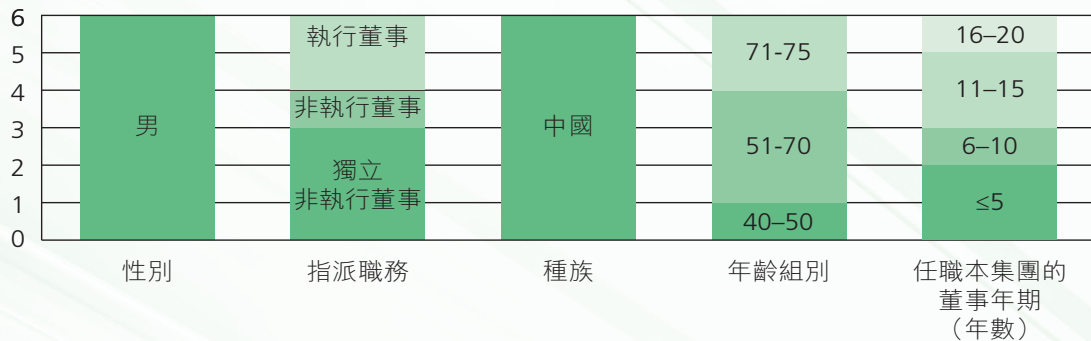 6
5
4
3
2
1
0
男
執行董事
非執行董事
獨立
非執行董事
中國
71-75
51-70
40–50
16–20
11–15
6–10
≤5
性別
指派職務
種族
年齡組別
任職本集團的
董事年期
（年數）